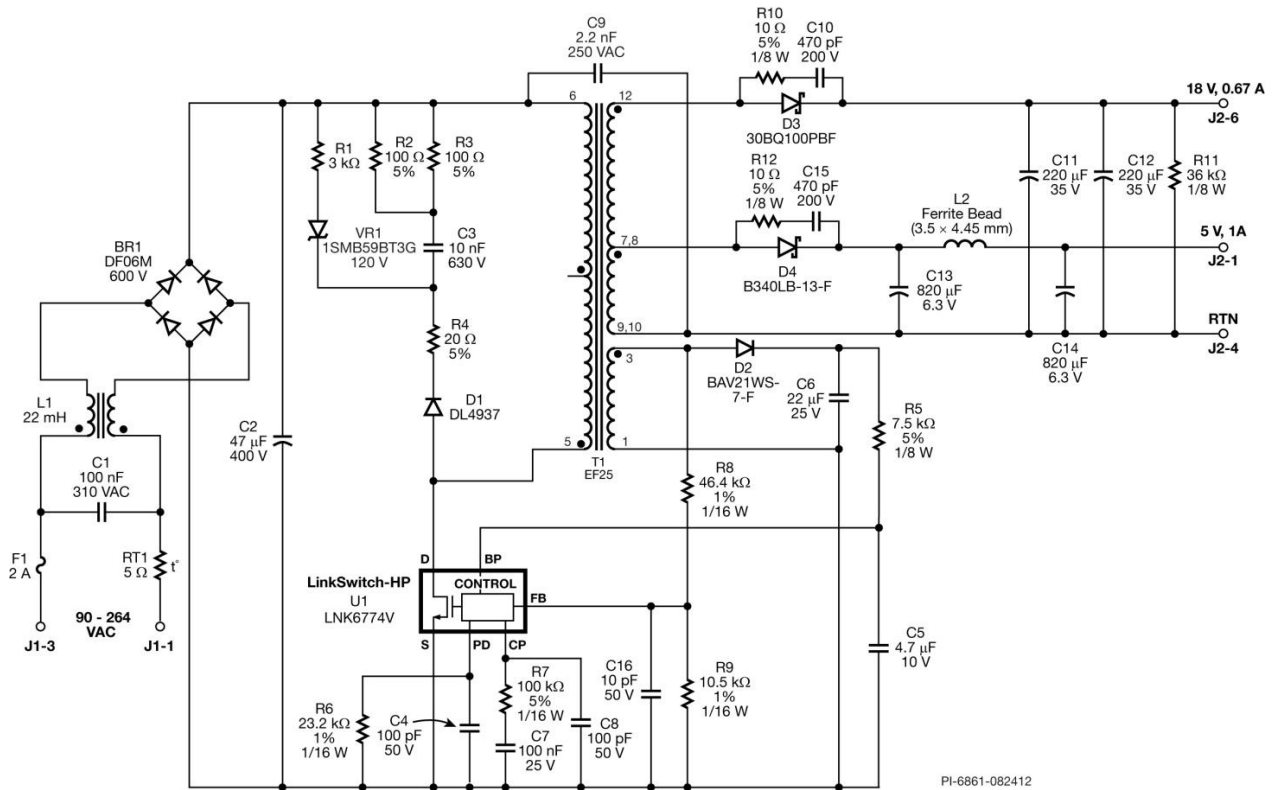 C9
2.2 nF
250 VAC
R10
10 Ω
5%
1/8 W
C10
470 pF
200 V
D3
30BQ100PBF
18 V, 0.67 A
J2-6
6
12
R1
3 kΩ
R2
100 Ω
5%
R3
100 Ω
5%
VR1
1SMB59BT3G
120 V
C3
10 nF
630 V
R12
10 Ω
5%
1/8 W
C15
470 pF
200 V
D4
B340LB-13-F
7,8
L2
Ferrite Bead
(3.5 × 4.45 mm)
C11
220 µF
35 V
C12
220 µF
35 V
R11
36 kΩ
1/8 W
5 V, 1A
J2-1
C13
820 µF
6.3 V
C14
820 µF
6.3 V
9,10
RTN
J2-4
BR1
DF06M
600 V
L1
22 mH
C2
47 µF
400 V
R4
20 Ω
5%
D1
DL4937
5
3
1
T1
EF25
D2
BAV21WS-
7-F
C6
22 µF
25 V
R5
7.5 kΩ
5%
1/8 W
C1
100 nF
310 VAC
F1
2 A
RT1
5 Ω
t°
90 - 264
VAC
J1-3
J1-1
R8
46.4 kΩ
1%
1/16 W
D
BP
LinkSwitch-HP
U1
LNK6774V
CONTROL
FB
S
PD
CP
R6
23.2 kΩ
1%
1/16 W
C4
100 pF
50 V
R7
100 kΩ
5%
1/16 W
C7
100 nF
25 V
C8
100 pF
50 V
C16
10 pF
50 V
R9
10.5 kΩ
1%
1/16 W
C5
4.7 µF
10 V
PI-6861-082412